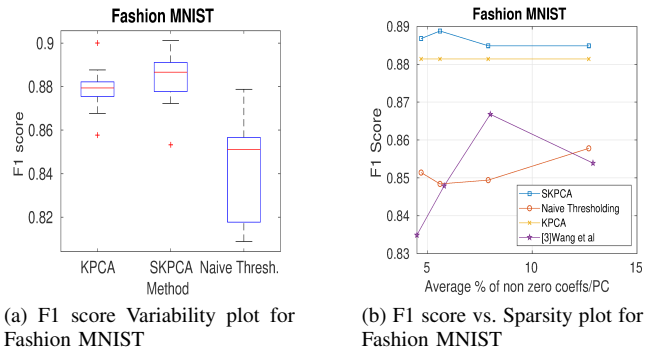 Fashion MNIST
0.9
0.88
0.86
0.84
0.82
F1 score
KPCA SKPCA Naive Thresh.
Method
(a) F1 score Variability plot for
Fashion MNIST
Fashion MNIST
0.89
0.88
0.87
0.86
0.85
0.84
0.83
F1 Score
SKPCA
Naive Thresholding
KPCA
[3]Wang et al
5 10 15
Average % of non zero coeffs/PC
(b) F1 score vs. Sparsity plot for
Fashion MNIST